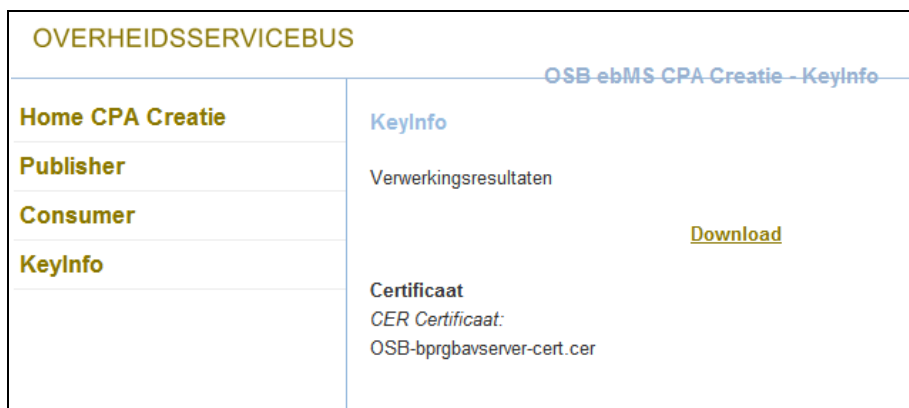 OVERHEIDSSERVICEBUS
OSB ebMS CPA Creatie - KeyInfo
Home CPA Creatie
Publisher
Consumer
KeyInfo
KeyInfo
Verwerkingsresultaten
Download
Certificaat
CER Certificaat:
OSB-bprgbavserver-cert.cer